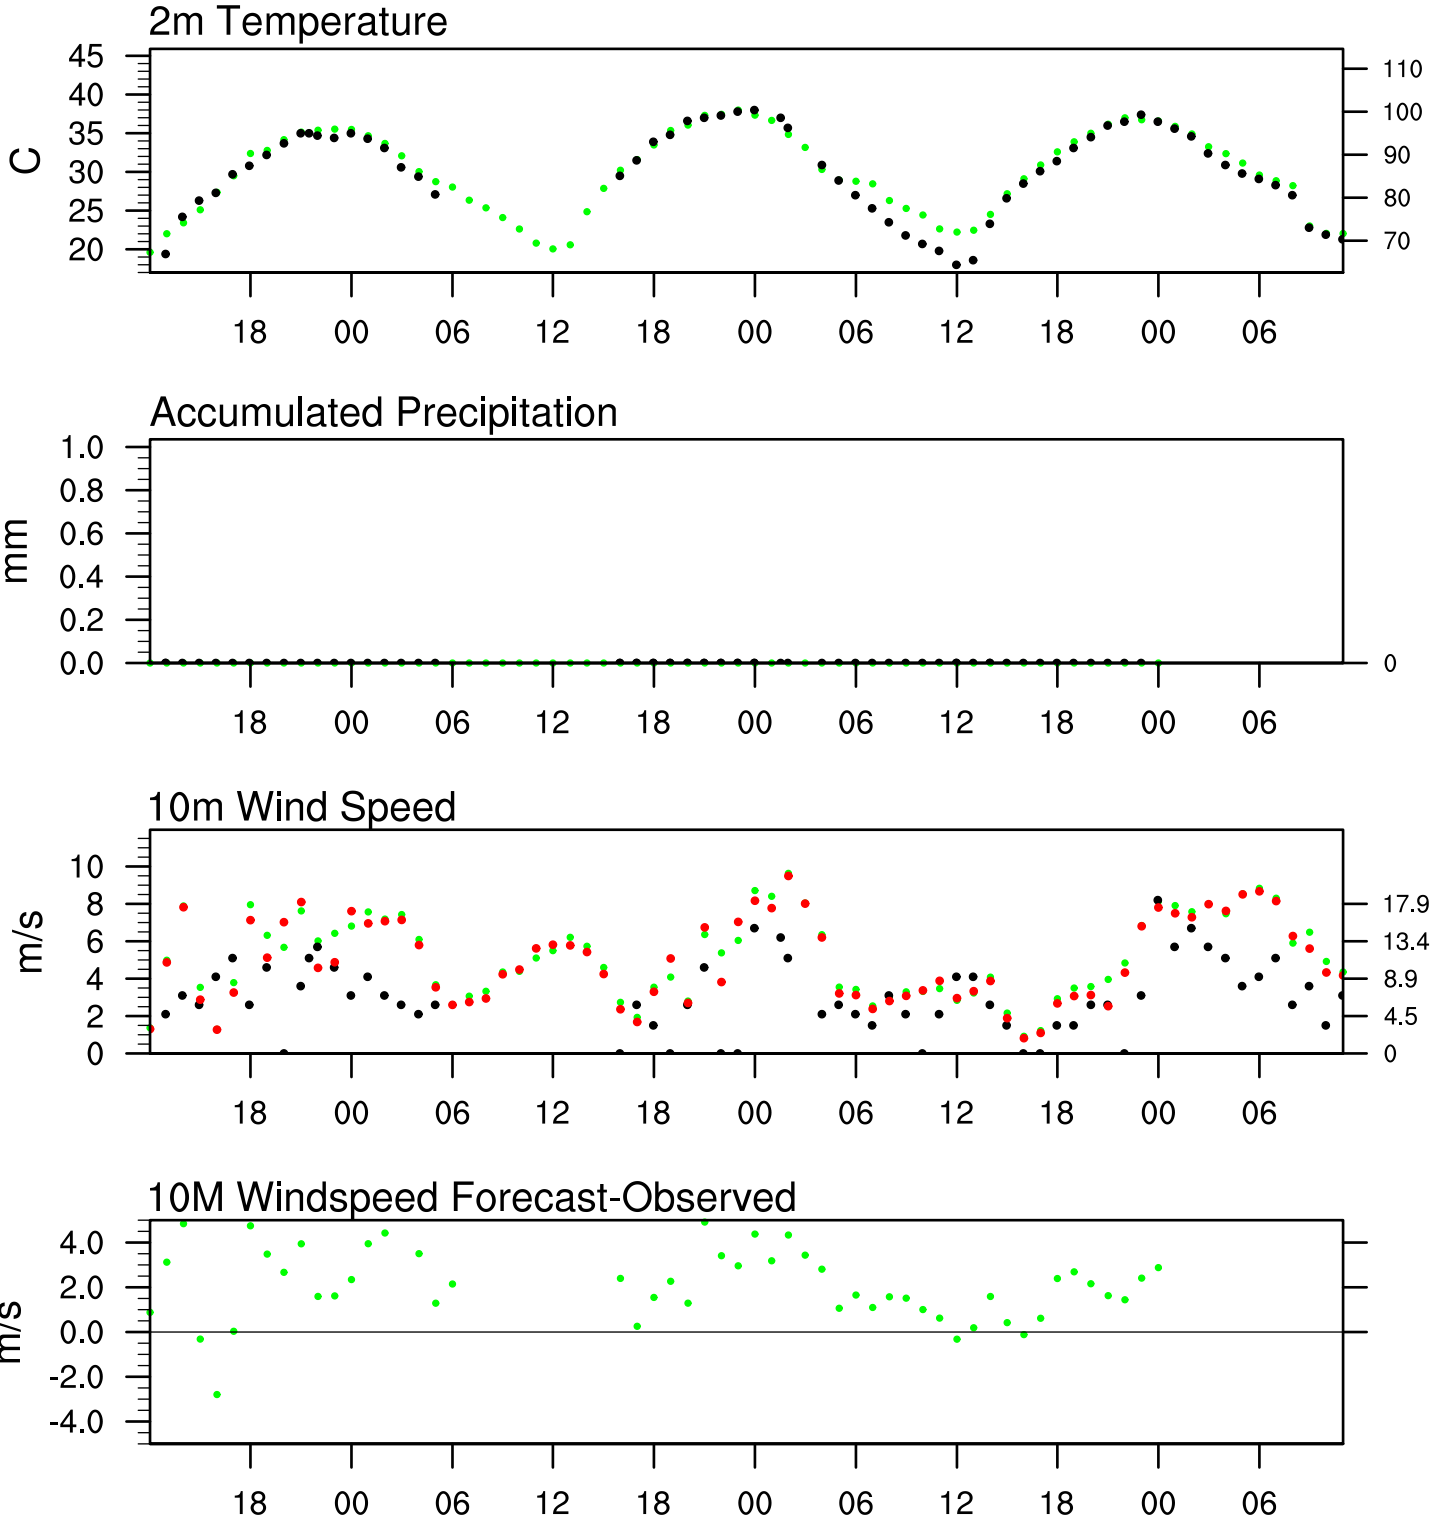 2m Temperature
45
40
35
30
25
20
C
110
100
90
80
70
18 00 06 12 18 00 06 12 18 00 06
Accumulated Precipitation
1.0
0.8
0.6
0.4
0.2
0.0
mm
0
18 00 06 12 18 00 06 12 18 00 06
10m Wind Speed
10
8
6
4
2
0
m/s
17.9
13.4
8.9
4.5
0
18 00 06 12 18 00 06 12 18 00 06
10M Windspeed Forecast-Observed
4.0
2.0
0.0
-2.0
-4.0
m/s
18 00 06 12 18 00 06 12 18 00 06